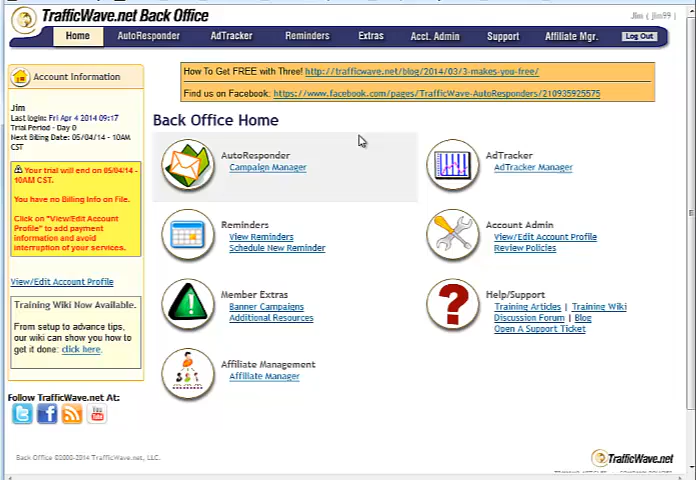 TrafficWave.net Back Office
Jim ( Jim99 )
Home AutoResponder AdTracker Reminders Extras Acct. Admin Support Affiliate Mgr. Log Out
Account Information
Jim
Last login: Fri Apr 4 2014 09:17
Trial Period - Day 0
Next Billing Date: 05/04/14 - 10AM
CST
Your trial will end on 05/04/14 -
10AM CST.
You have no Billing Info on File.
Click on "View/Edit Account
Profile" to add payment
information and avoid
interruption of your services.
View/Edit Account Profile
Training Wiki Now Available.
From setup to advance tips,
our wiki can show you how to
get it done: click here.
Follow TrafficWave.net At:
You
Tube
How To Get FREE with Three! http://trafficwave.net/blog/2014/03/3-makes-you-free/
Find us on Facebook: https://www.facebook.com/pages/TrafficWave-AutoResponders/210935925575
Back Office Home
AutoResponder
Campaign Manager
AdTracker
AdTracker Manager
Reminders
View Reminders
Schedule New Reminder
Account Admin
View/Edit Account Profile
Review Policies
Member Extras
Banner Campaigns
Additional Resources
Help/Support
Training Articles | Training Wiki
Discussion Forum | Blog
Open A Support Ticket
Affiliate Management
Affiliate Manager
Back Office ©2000-2014 TrafficWave.net, LLC.
TrafficWave.net